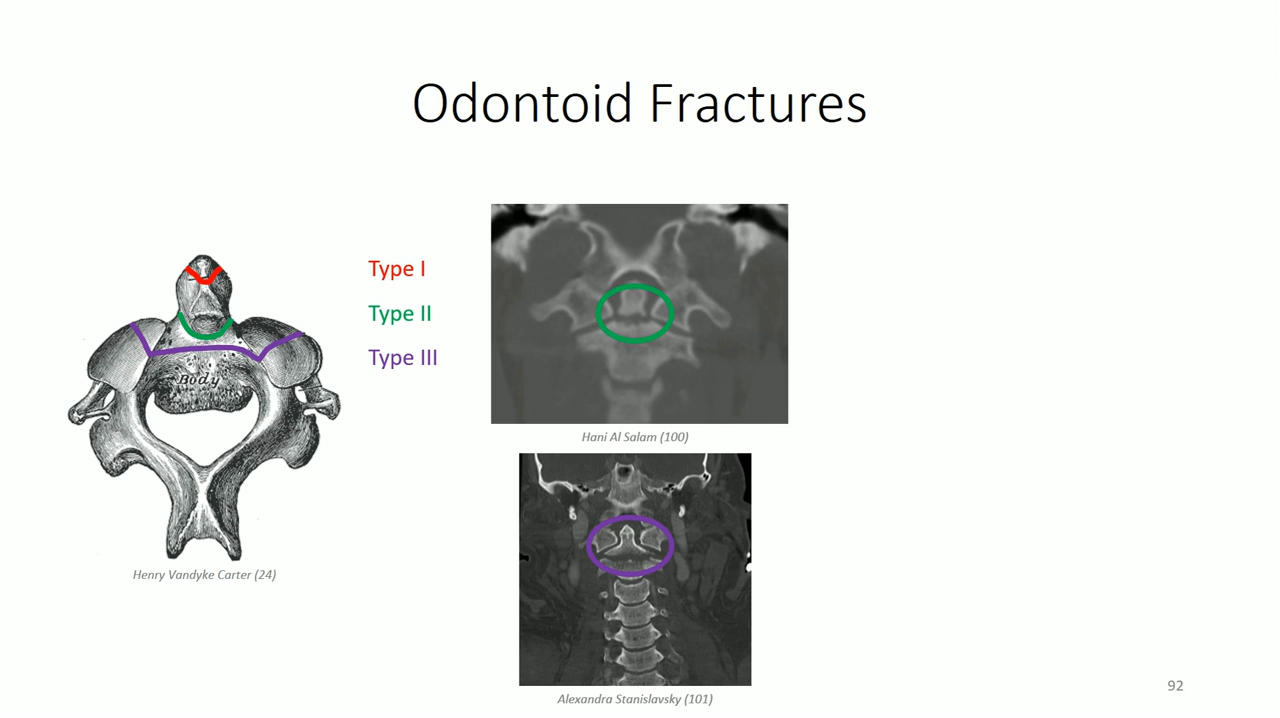 Odontoid Fractures
Type I
Type II
Type III
Body
Henry Vandyke Carter (24)
Hani Al Salam (100)
Alexandra Stanislavsky (101)
92